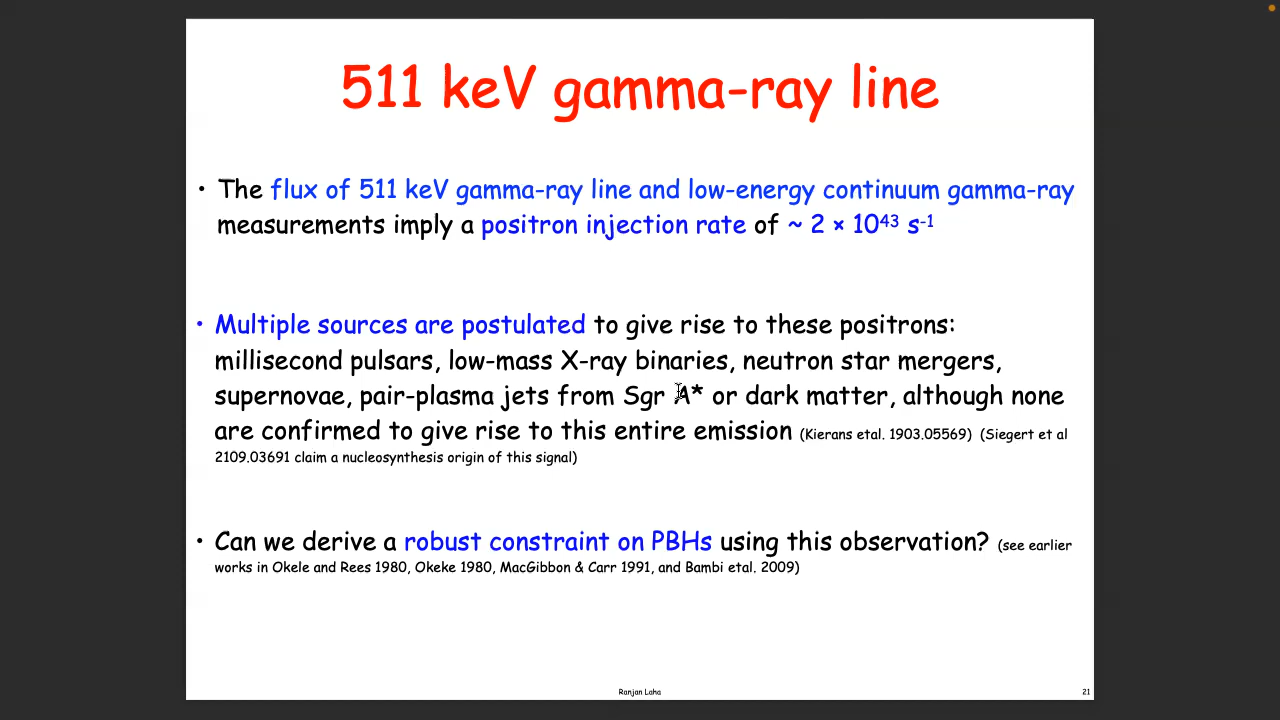 511 keV gamma-ray line
• The flux of 511 keV gamma-ray line and low-energy continuum gamma-ray
measurements imply a positron injection rate of ~ 2 × 10⁴³ s⁻¹
• Multiple sources are postulated to give rise to these positrons:
millisecond pulsars, low-mass X-ray binaries, neutron star mergers,
supernovae, pair-plasma jets from Sgr A* or dark matter, although none
are confirmed to give rise to this entire emission (Kierans etal. 1903.05569) (Siegert et al
2109.03691 claim a nucleosynthesis origin of this signal)
• Can we derive a robust constraint on PBHs using this observation? (see earlier
works in Okele and Rees 1980, Okeke 1980, MacGibbon & Carr 1991, and Bambi etal. 2009)
Ranjan Laha
21